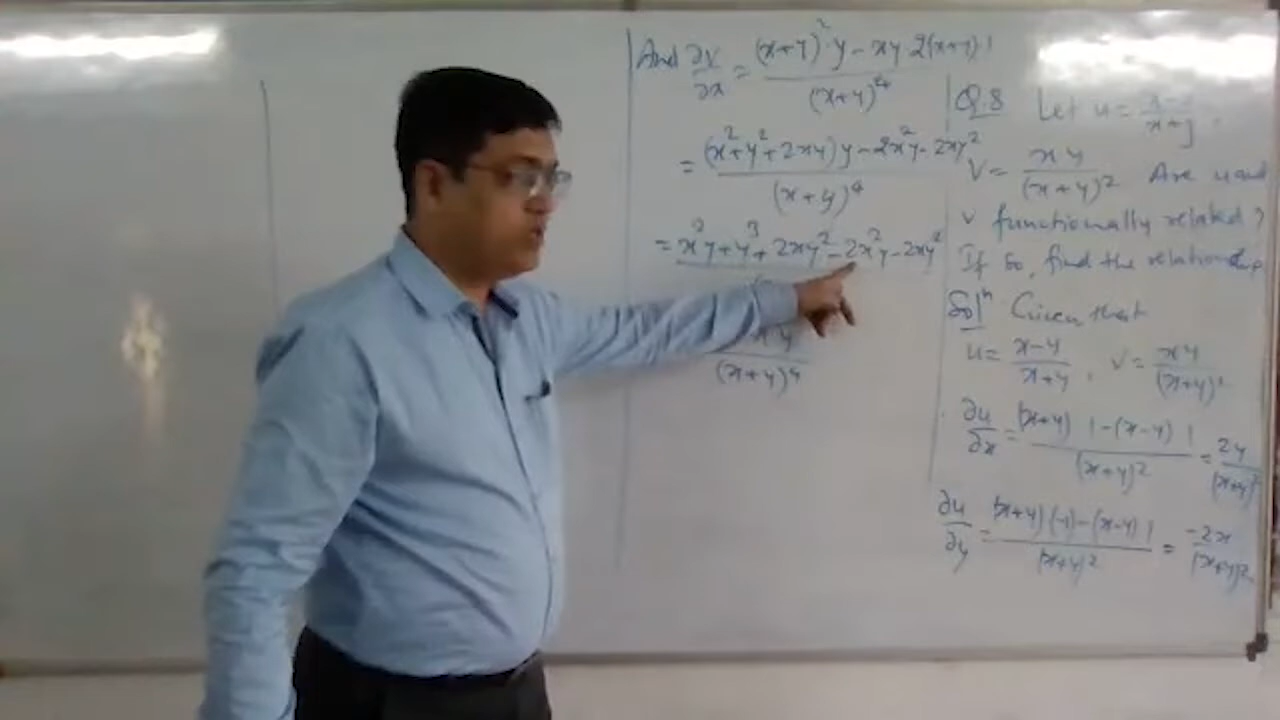 And ∂V/∂x = ((x+y)² y − xy 2(x+y) 1)/(x+y)⁴
= ((x²+y²+2xy) y − 2x²y − 2xy²)/(x+y)⁴
= x²y + y³ + 2xy² − 2x²y − 2xy²
(x+y)⁴
Q.8 Let u = /(x+y),
V = xy/(x+y)² Are u and
v functionally related?
If so, find the relationship
Solⁿ Given that
u = (x−y)/(x+y), v = xy/(x+y)²
∂u/∂x = ((x+y) 1 − (x−y) 1)/(x+y)² = 2y/(x+y)²
∂u/∂y = ((x+y)(−1) − (x−y) 1)/(x+y)² = −2x/(x+y)²